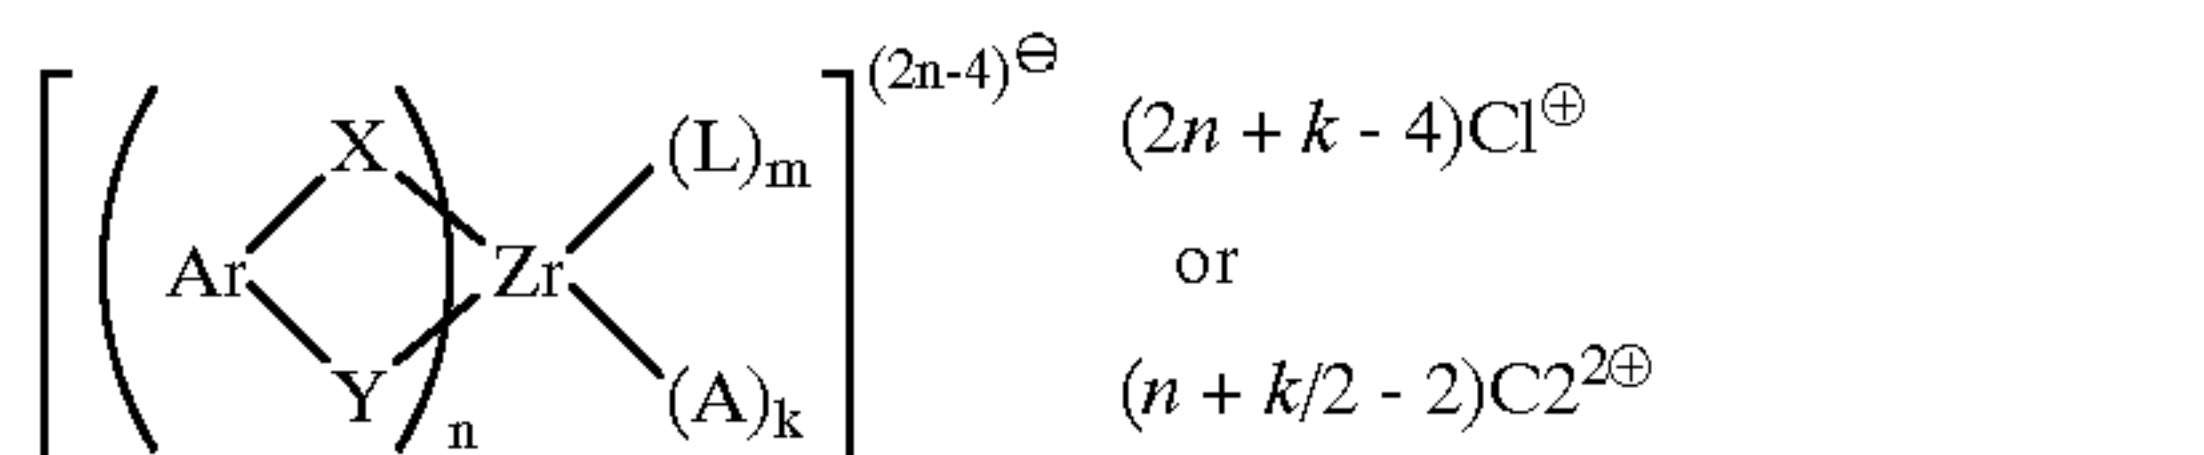 (2n-4)⊖
(2n + k - 4)Cl⊕
X (L)m
Ar Zr or
Y (A)k
n
(n + k/2 - 2)C2²⊕